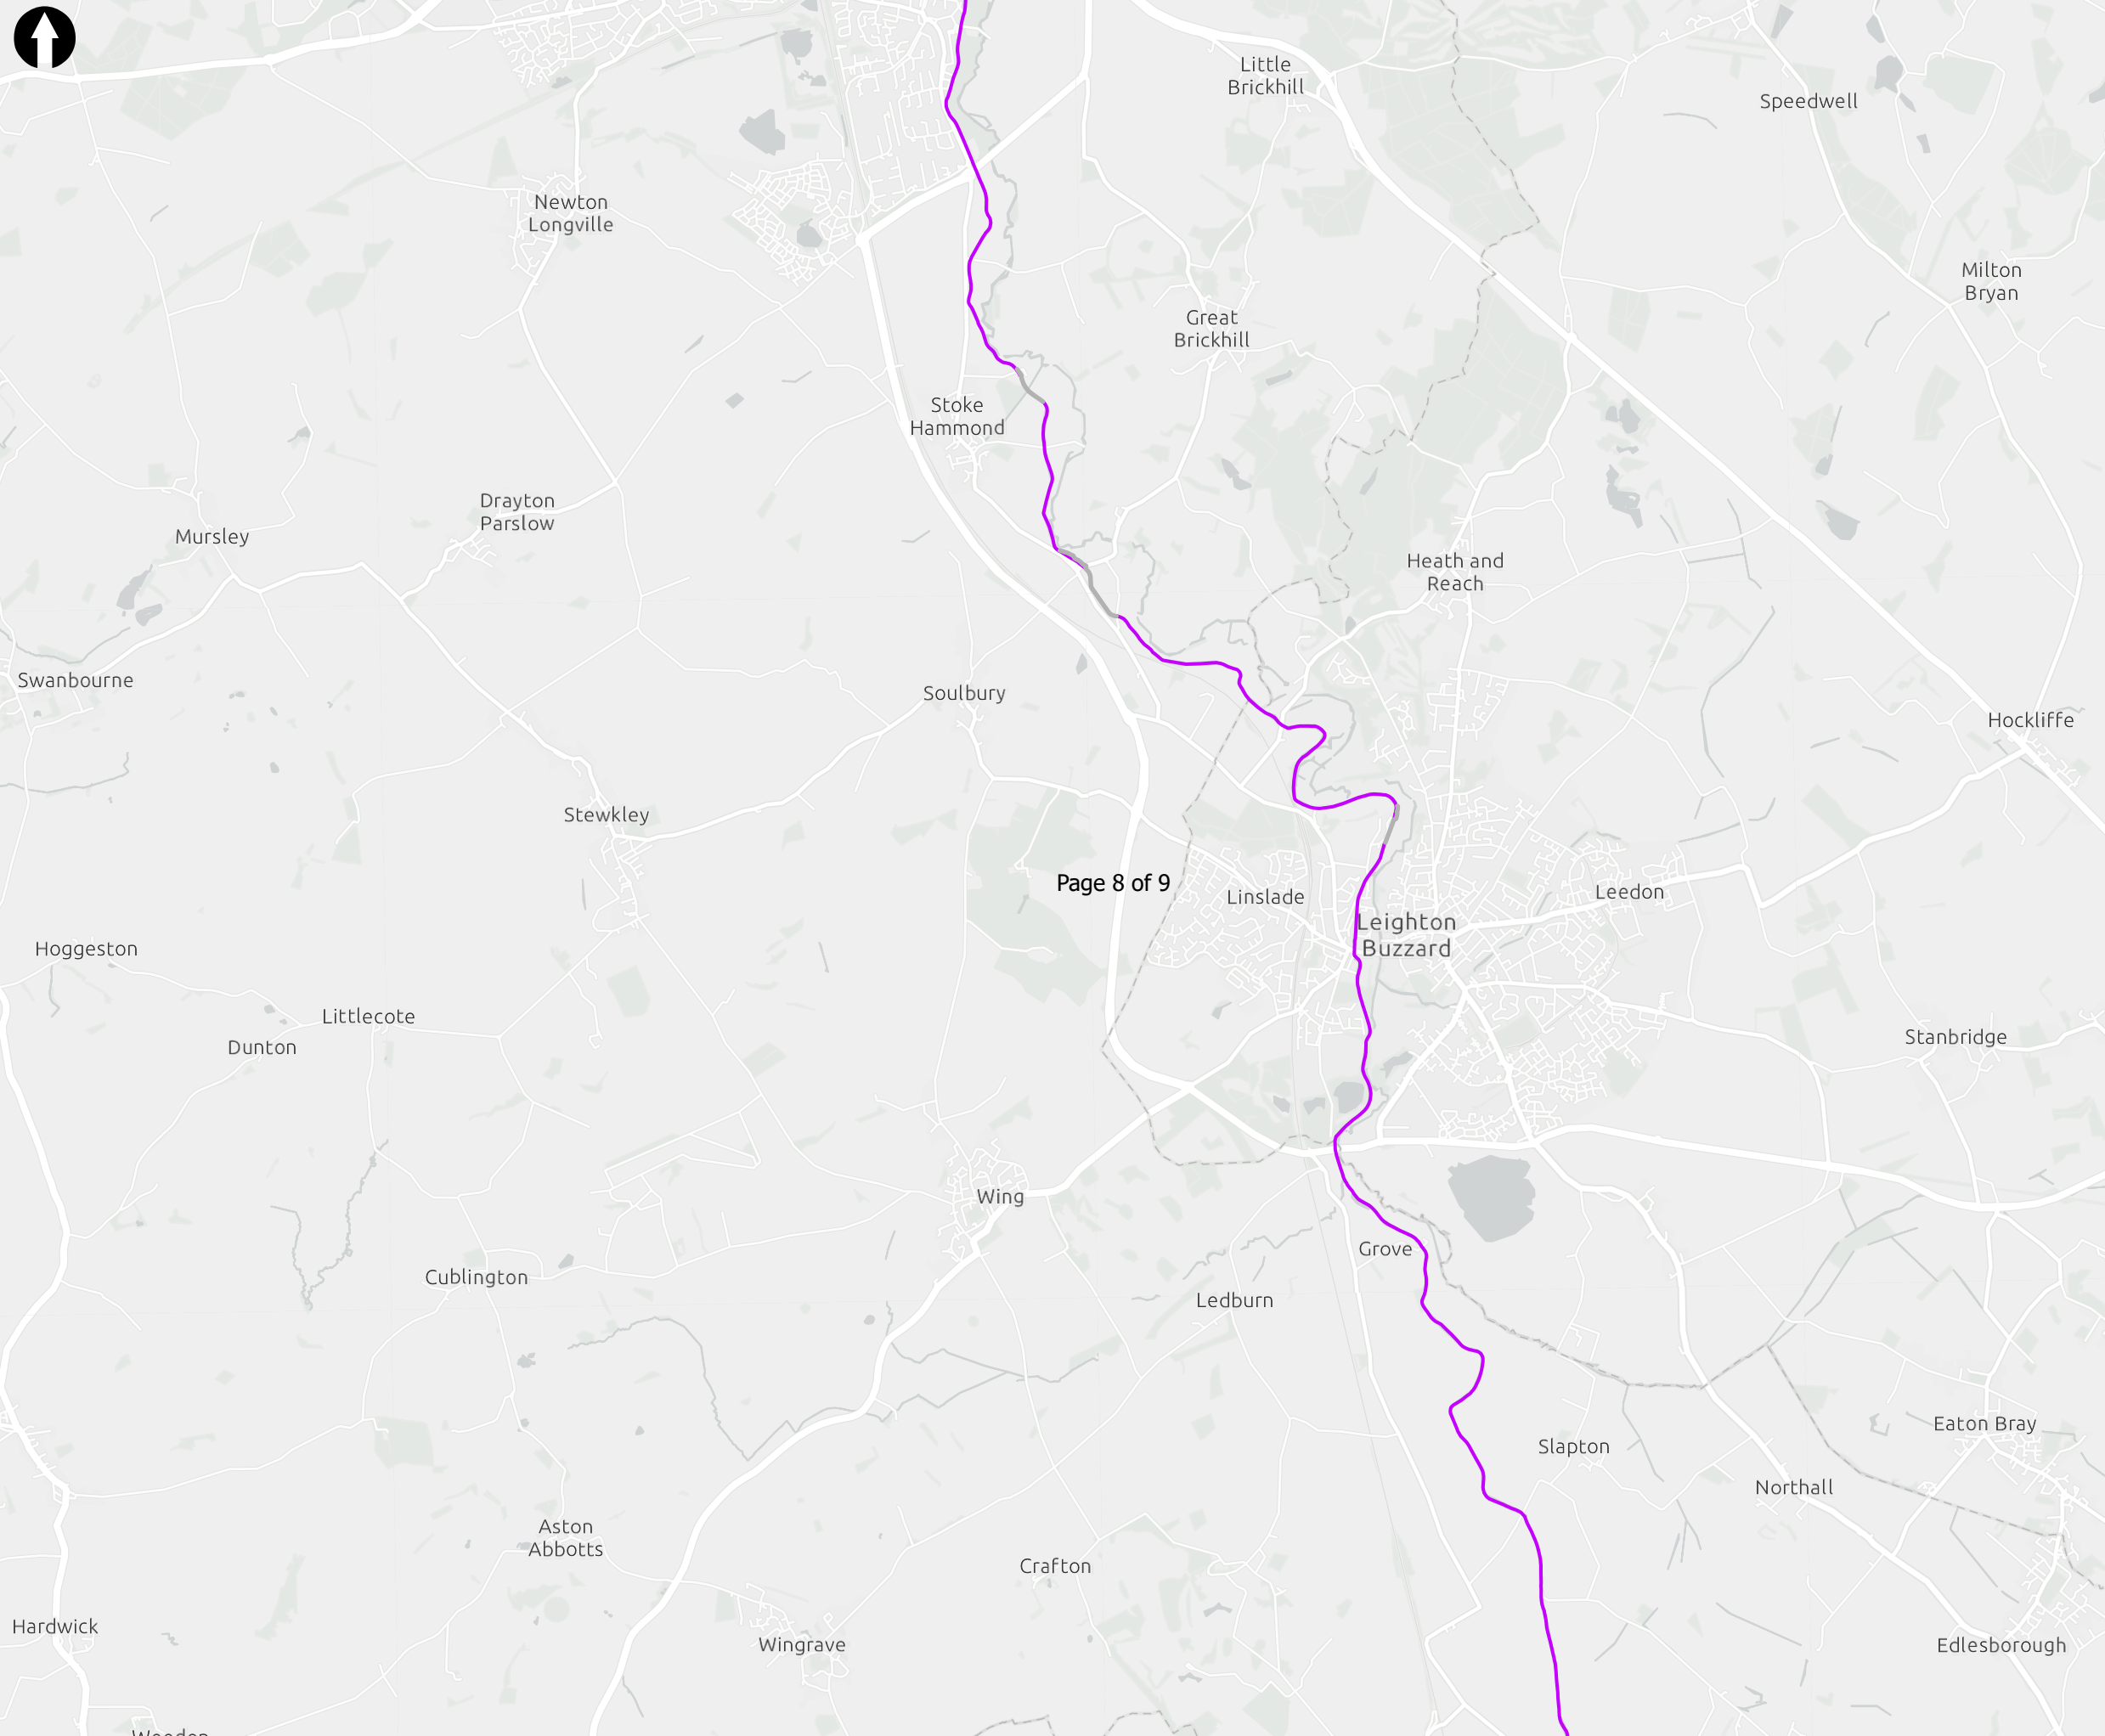 Little
Brickhill
Speedwell
Newton
Longville
Milton
Bryan
Great
Brickhill
Stoke
Hammond
Drayton
Parslow
Mursley
Heath and
Reach
Swanbourne
Soulbury
Hockliffe
Stewkley
Page 8 of 9
Linslade
Leedon
Leighton
Buzzard
Hoggeston
Littlecote
Dunton
Stanbridge
Wing
Grove
Cublington
Ledburn
Eaton Bray
Slapton
Northall
Aston
Abbotts
Crafton
Hardwick
Wingrave
Edlesborough